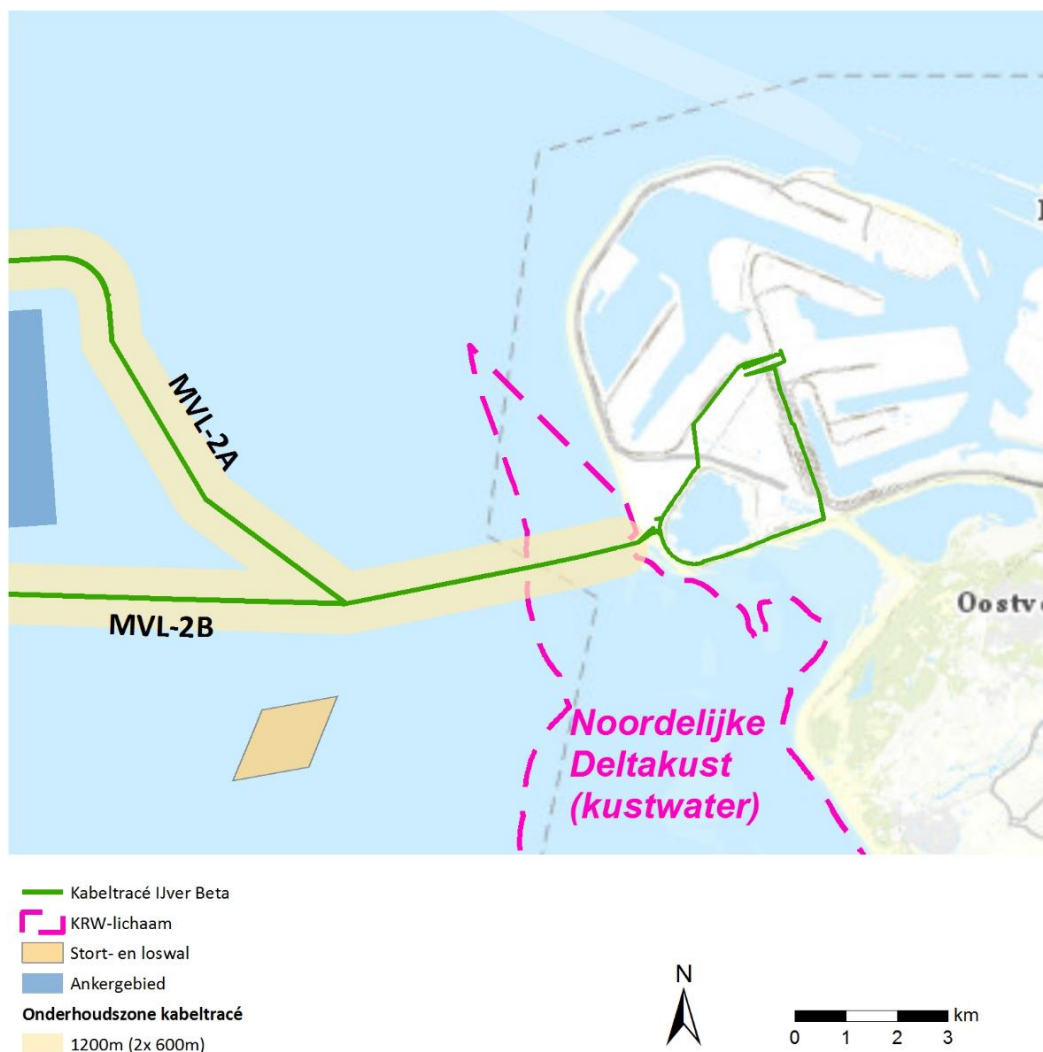 MVL-2A
MVL-2B
Oostv
Noordelijke
Deltakust
(kustwater)
Kabeltracé IJver Beta
KRW-lichaam
Stort- en loswal
Ankergebied
Onderhoudszone kabeltracé
1200m (2x 600m)
N
km
0 1 2 3